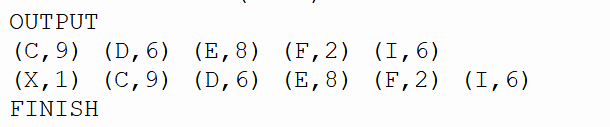 OUTPUT
(C,9) (D,6) (E,8) (F,2) (I,6)
(X,1) (C,9) (D,6) (E,8) (F,2) (I,6)
FINISH